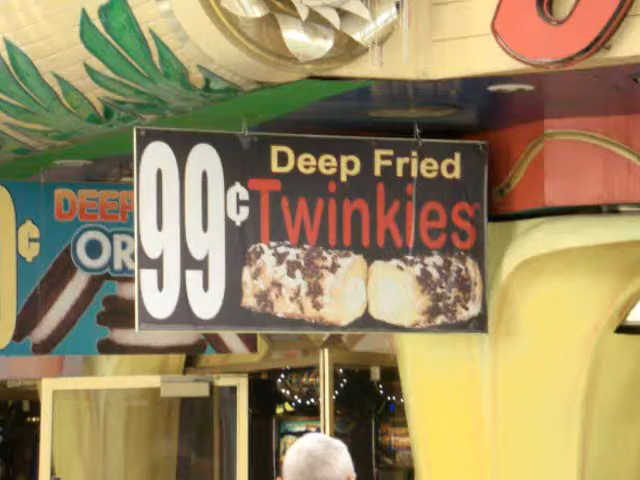 99¢
Deep Fried
Twinkies
¢
DEEP
OR